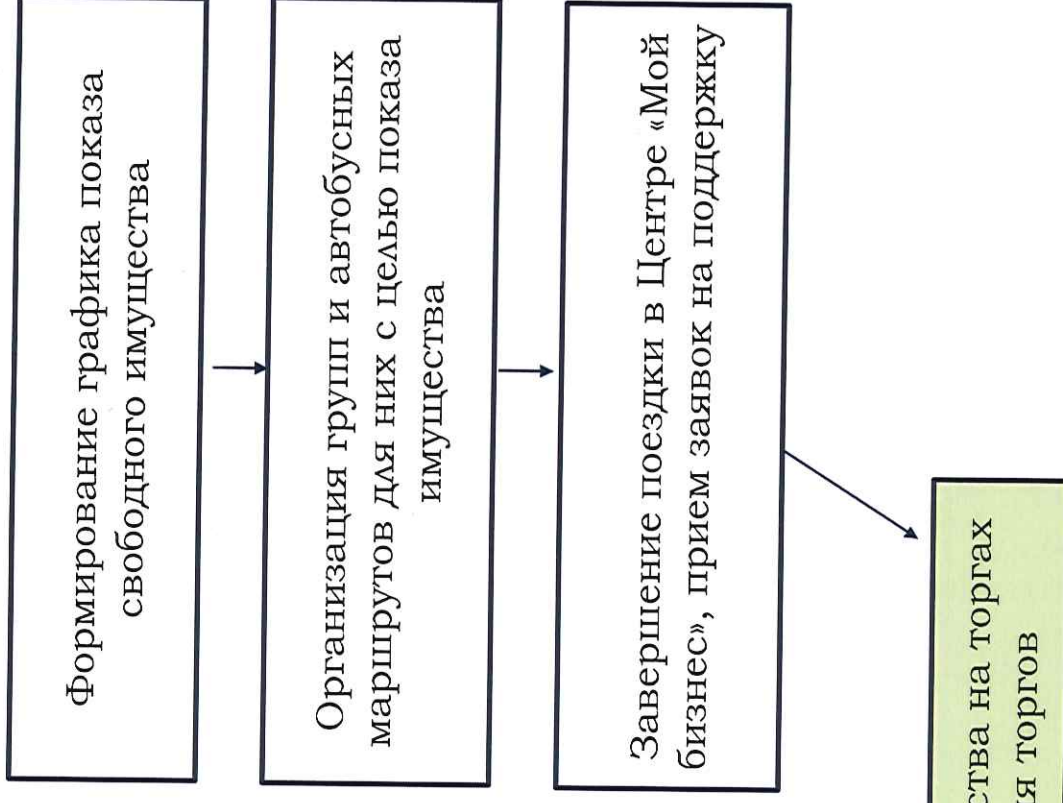 Формирование графика показа
свободного имущества
Организация групп и автобусных
маршрутов для них с целью показа
имущества
Завершение поездки в Центре «Мой
бизнес», прием заявок на поддержку
на торгах
торгов